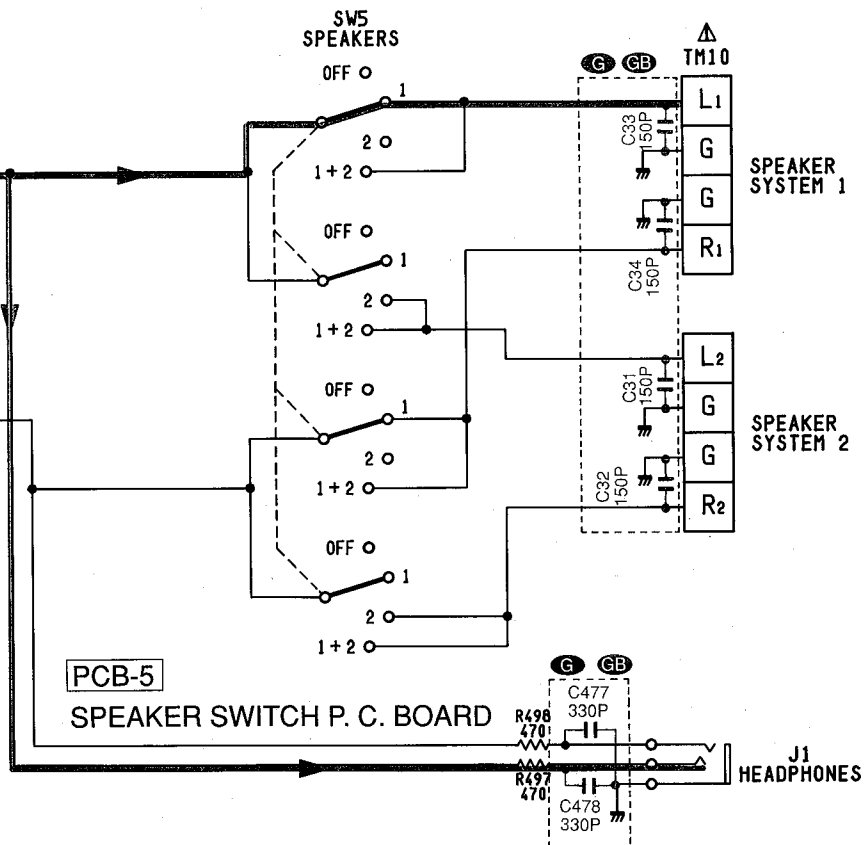 SW5
SPEAKERS
OFF
1
2
1+2
OFF
1
2
1+2
OFF
1
2
1+2
OFF
1
2
1+2
G GB
TM10
L1
G
G
R1
C33
150P
C34
150P
SPEAKER
SYSTEM 1
L2
G
G
R2
C31
150P
C32
150P
SPEAKER
SYSTEM 2
PCB-5
SPEAKER SWITCH P. C. BOARD
G GB
C477
330P
R498
470
R497
470
C478
330P
J1
HEADPHONES